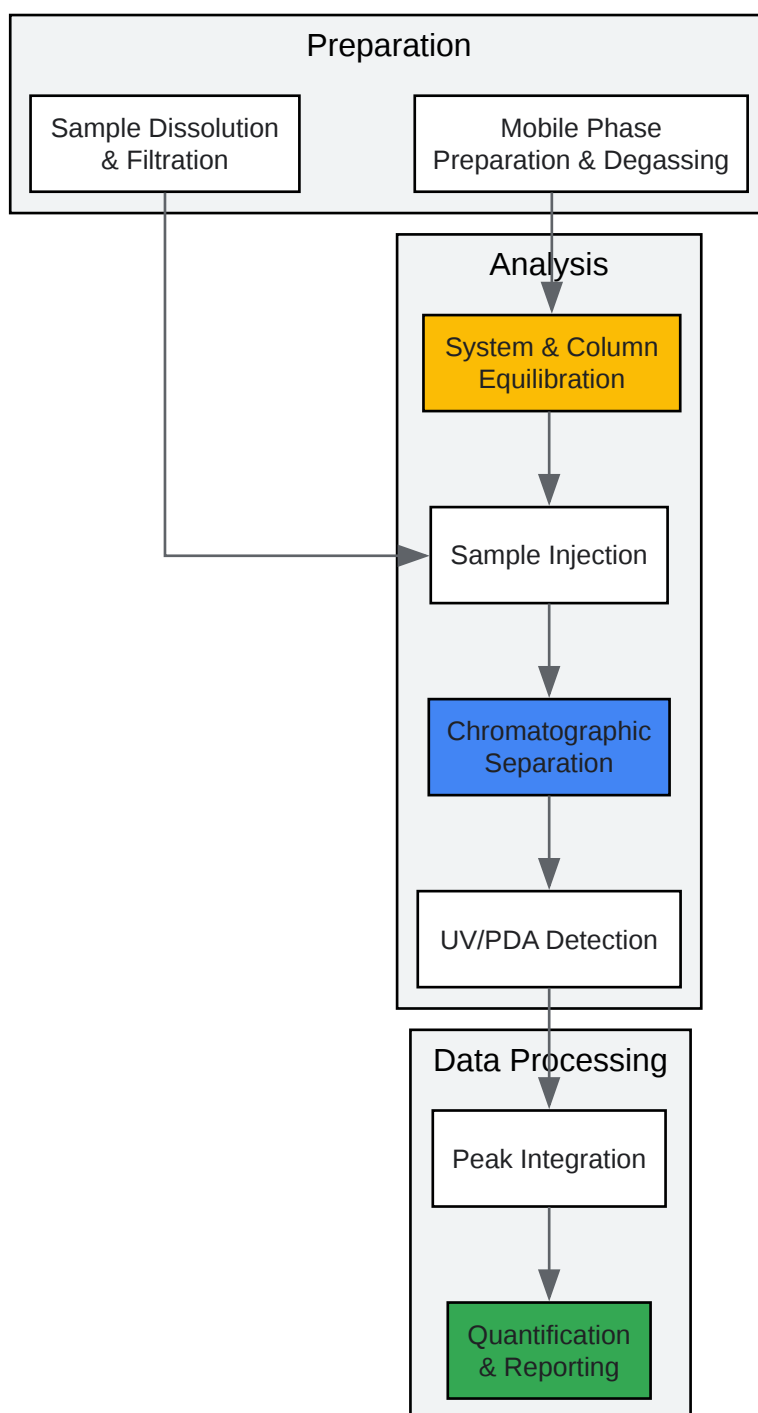 Preparation
Sample Dissolution
& Filtration
Mobile Phase
Preparation & Degassing
Analysis
System & Column
Equilibration
Sample Injection
Chromatographic
Separation
UV/PDA Detection
Data Processing
Peak Integration
Quantification
& Reporting